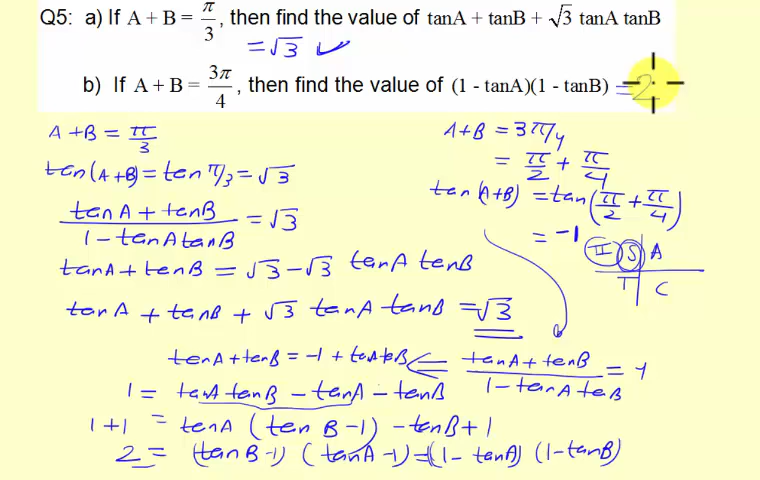 Q5: a) If A + B = π/3, then find the value of tanA + tanB + √3 tanA tanB
= √3 ✓
b) If A + B = 3π/4, then find the value of (1 - tanA)(1 - tanB) = 2
A+B = π/3
tan(A+B) = tan π/3 = √3
(tanA + tanB)/(1 - tanA tanB) = √3
tanA + tanB = √3 - √3 tanA tanB
tanA + tanB + √3 tanA tanB = √3
A+B = 3π/4
= π/2 + π/4
tan(A+B) = tan(π/2 + π/4)
= -1
II S A
T C
tanA + tanB = -1 + tanA tanB ⇐ (tanA + tanB)/(1 - tanA tanB) = -1
1 = tanA tanB - tanA - tanB
1+1 = tanA (tanB - 1) - tanB + 1
2 = (tanB - 1) (tanA - 1) = (1 - tanA) (1 - tanB)